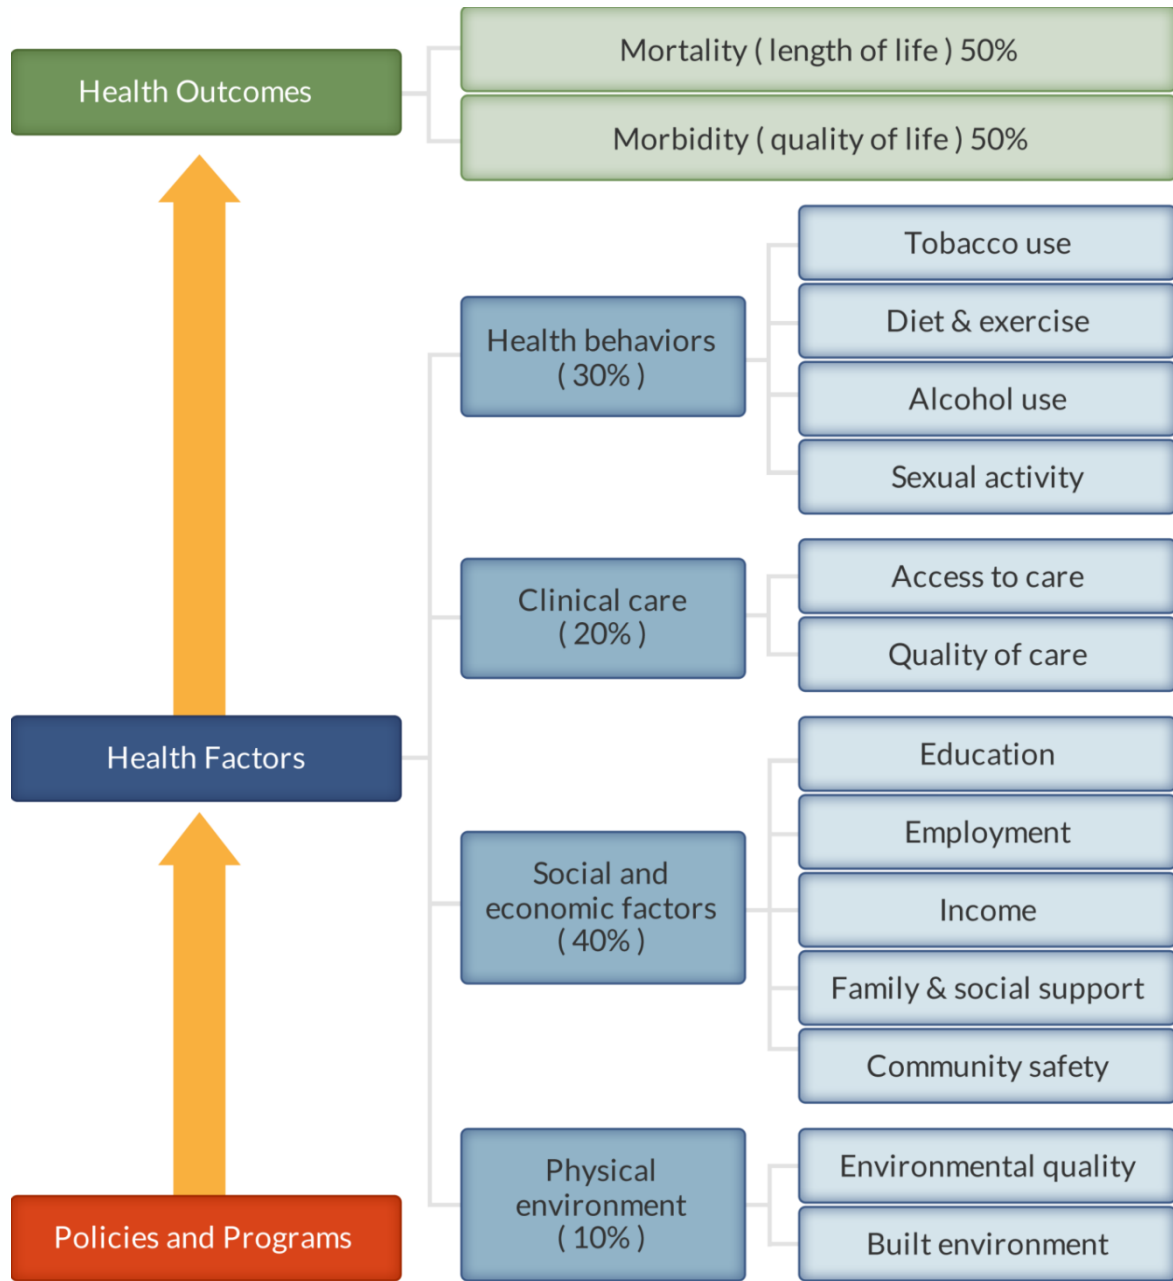 Health Outcomes
Mortality ( length of life ) 50%
Morbidity ( quality of life ) 50%
Health Factors
Health behaviors
( 30% )
Tobacco use
Diet & exercise
Alcohol use
Sexual activity
Clinical care
( 20% )
Access to care
Quality of care
Social and
economic factors
( 40% )
Education
Employment
Income
Family & social support
Community safety
Physical
environment
( 10% )
Environmental quality
Built environment
Policies and Programs